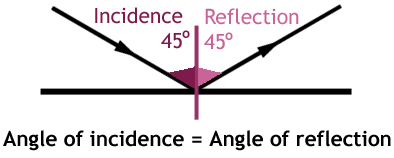 Incidence Reflection
45° 45°
Angle of incidence = Angle of reflection